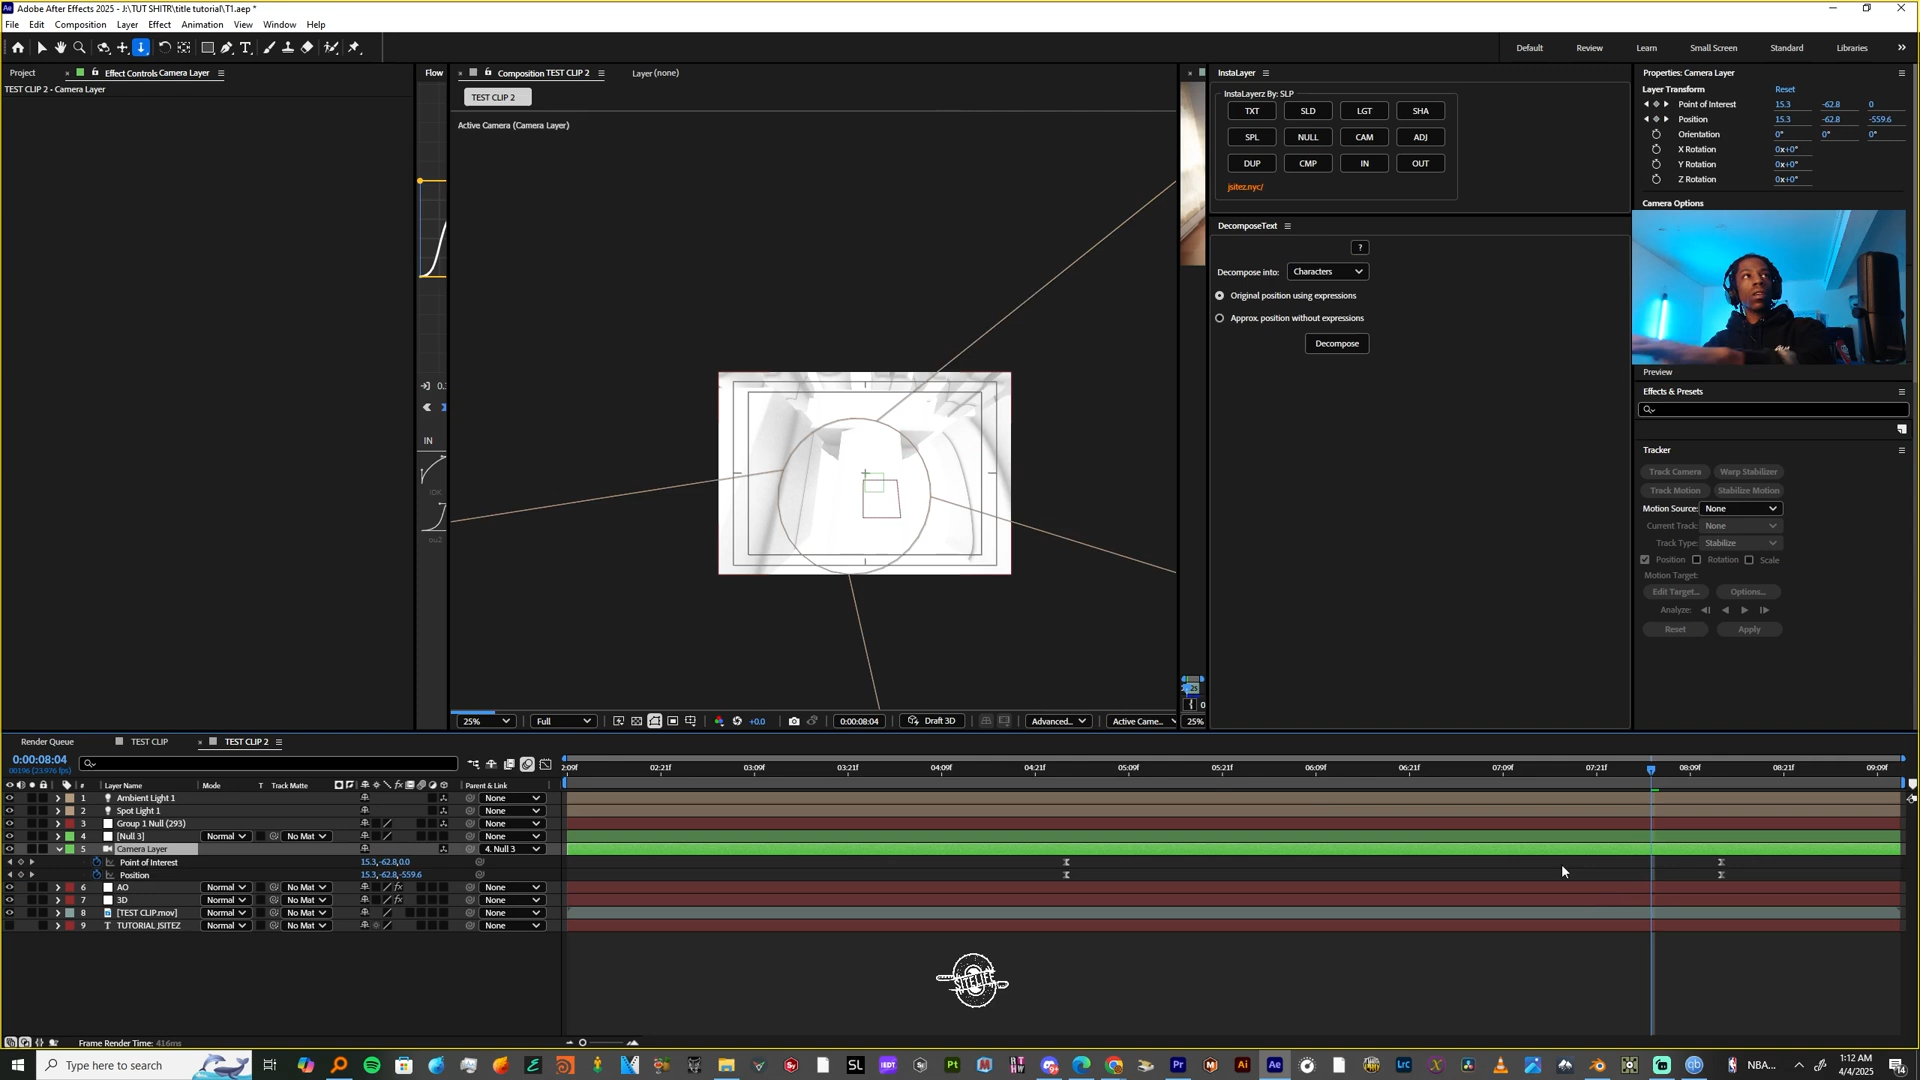 Adobe After Effects 2025 - J:\TUT SHITR\title tutorial\T1.aep *
File Edit Composition Layer Effect Animation View Window Help
Default Review Learn Small Screen Standard Libraries
Project Effect Controls Camera Layer
TEST CLIP 2 • Camera Layer
Flow
Composition TEST CLIP 2 Layer (none)
TEST CLIP 2
Active Camera (Camera Layer)
IN
IDK
ou2
InstaLayer
InstaLayerz By: SLP
TXT SLD LGT SHA
SPL NULL CAM ADJ
DUP CMP IN OUT
jsitez.nyc/
DecomposeText
?
Decompose into: Characters
Original position using expressions
Approx. position without expressions
Decompose
Properties: Camera Layer
Layer Transform Reset
Point of Interest 15.3 -62.8 0
Position 15.3 -62.8 -559.6
Orientation 0° 0° 0°
X Rotation 0x+0°
Y Rotation 0x+0°
Z Rotation 0x+0°
Camera Options
Preview
Effects & Presets
Tracker
Track Camera Warp Stabilizer
Track Motion Stabilize Motion
Motion Source: None
Current Track: None
Track Type: Stabilize
Position Rotation Scale
Motion Target:
Edit Target... Options...
Analyze:
Reset Apply
25% Full +0.0 0:00:08:04 Draft 3D Advanced... Active Came... 25%
Render Queue TEST CLIP TEST CLIP 2
0:00:08:04
00196 (23.976 fps)
2:09f 02:21f 03:09f 03:21f 04:09f 04:21f 05:09f 05:21f 06:09f 06:21f 07:09f 07:21f 08:09f 08:21f 09:09f
# Layer Name Mode T Track Matte Parent & Link
1 Ambient Light 1 None
2 Spot Light 1 None
3 Group 1 Null (293) None
4 [Null 3] Normal No Mat None
5 Camera Layer 4. Null 3
Point of Interest 15.3,-62.8,0.0
Position 15.3,-62.8,-559.6
6 AO Normal No Mat None
7 3D Normal No Mat None
8 [TEST CLIP.mov] Normal No Mat None
9 TUTORIAL JSITEZ Normal No Mat None
SITELIFE
Frame Render Time: 416ms
Type here to search
NBA...
1:12 AM
4/4/2025